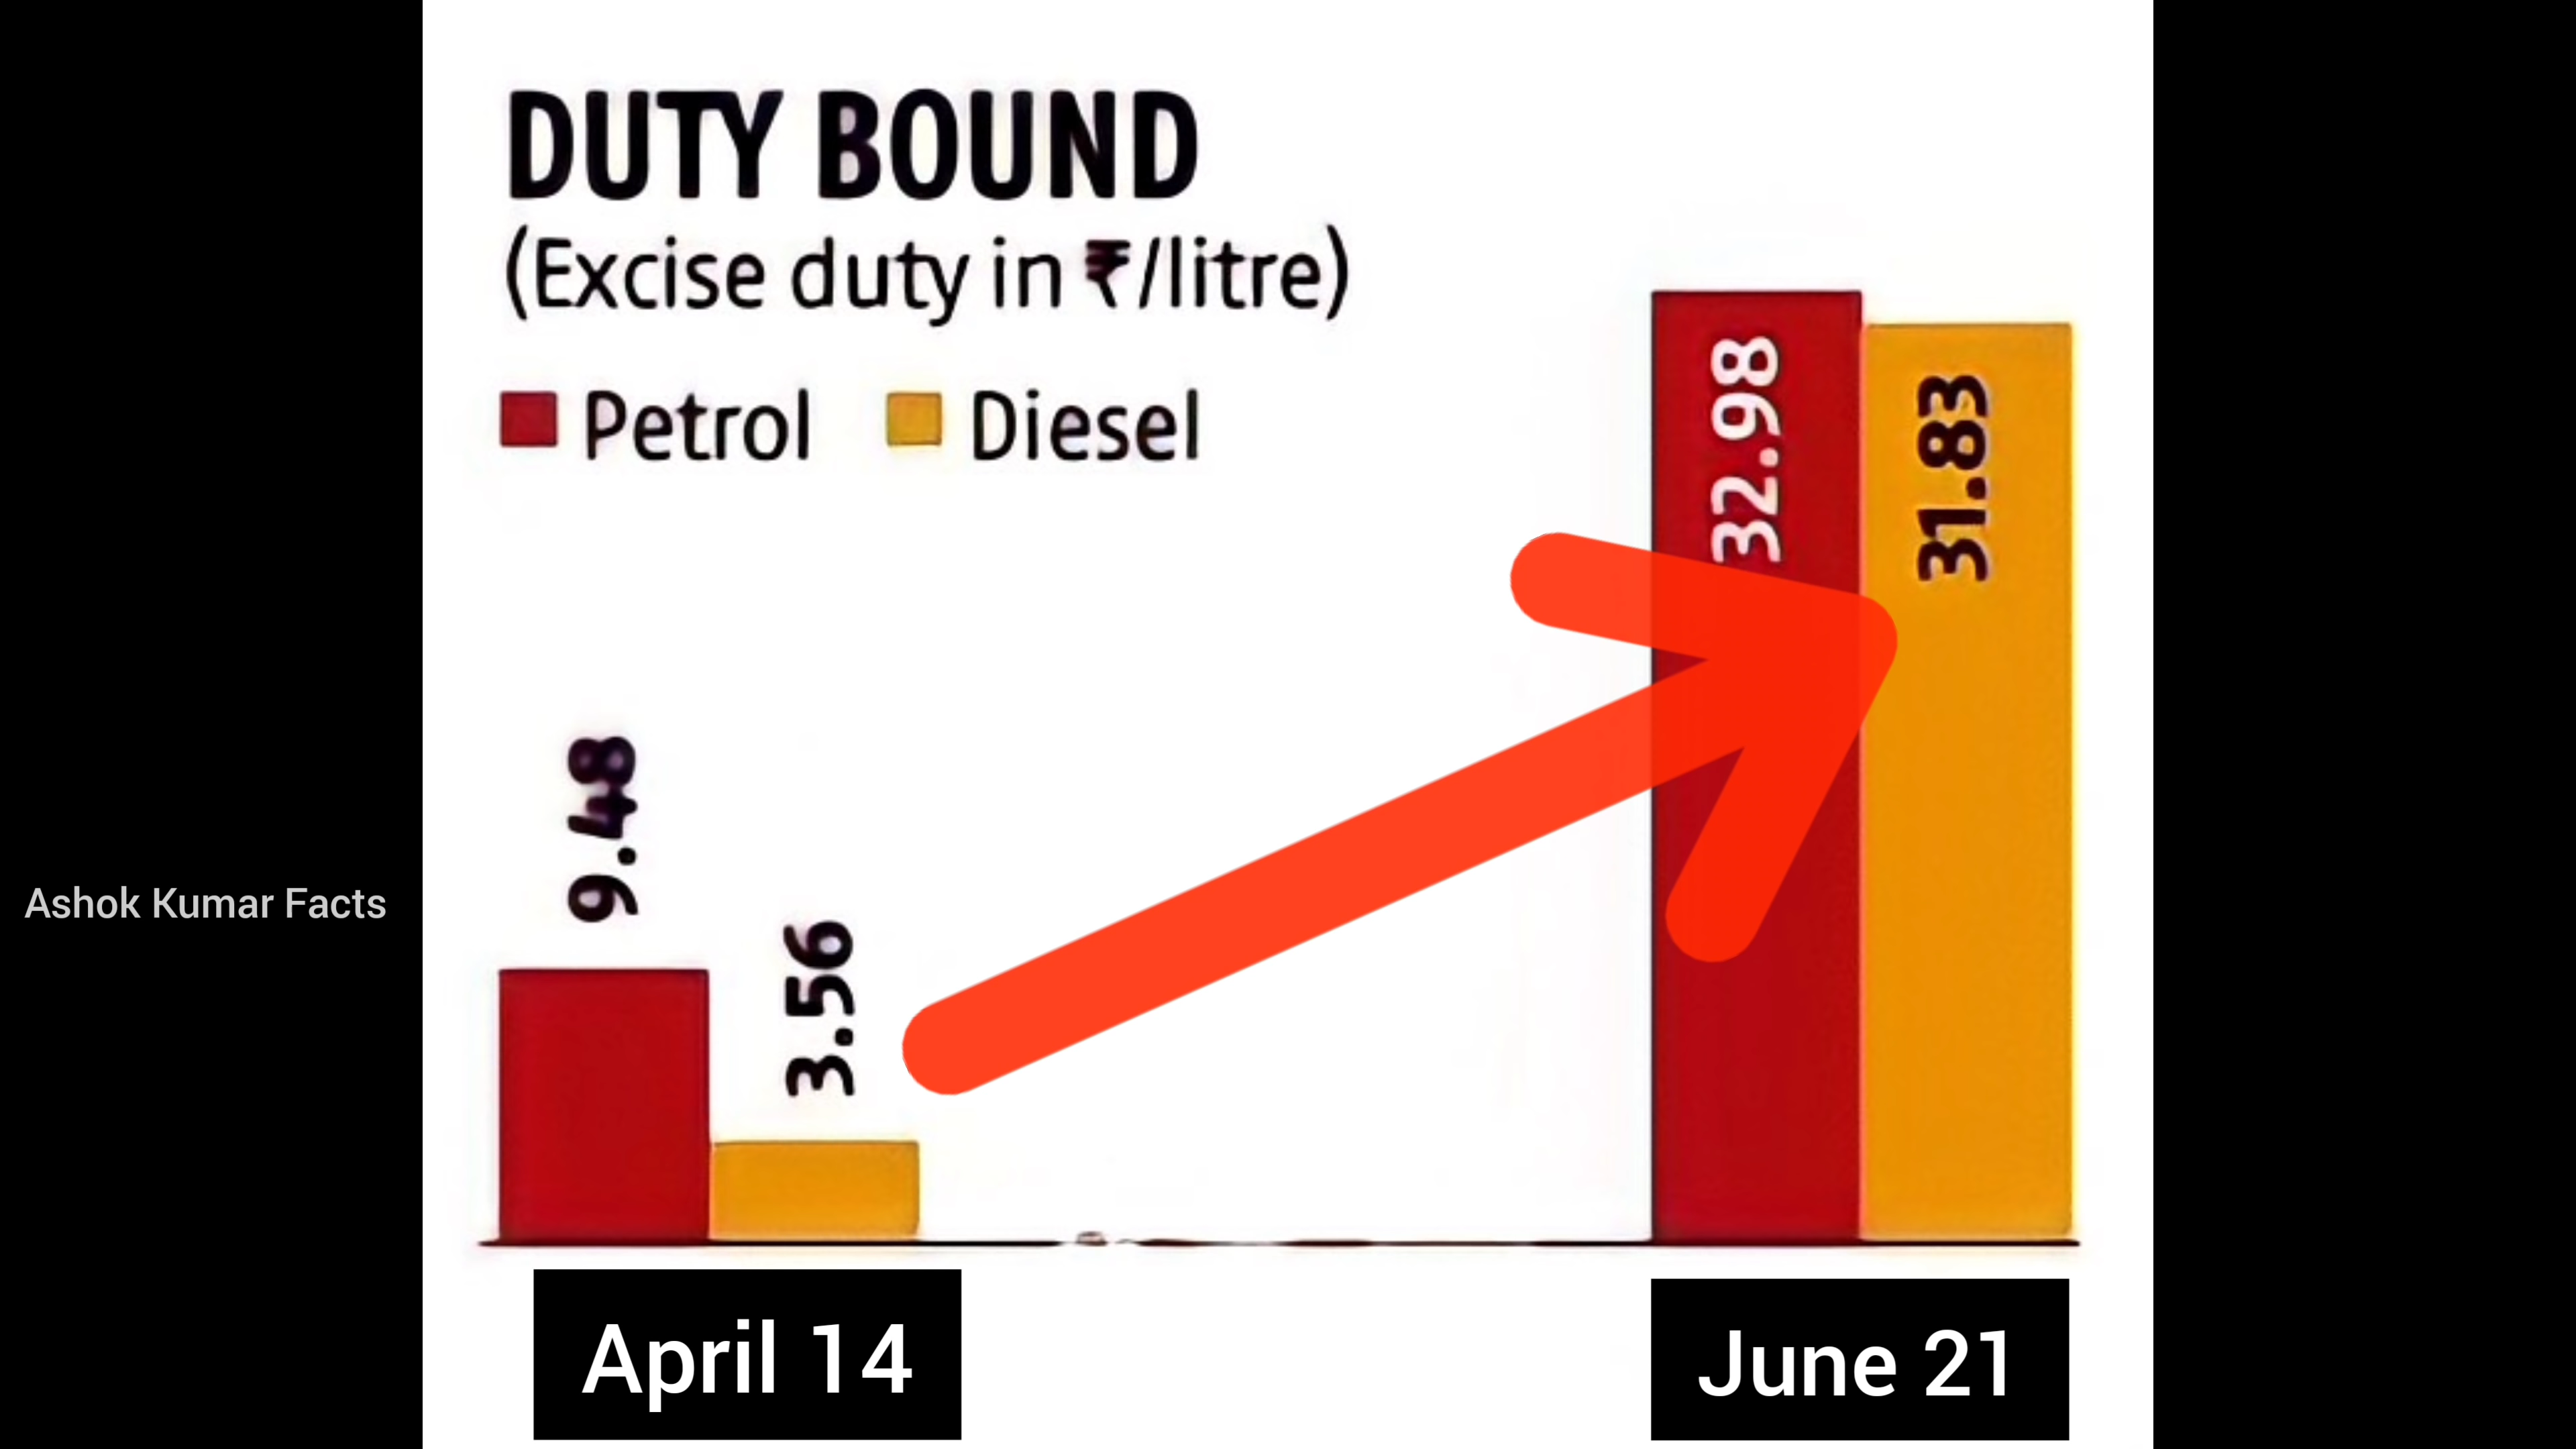 DUTY BOUND
(Excise duty in ₹/litre)
Petrol Diesel
32.98
31.83
9.48
3.56
Ashok Kumar Facts
April 14
June 21